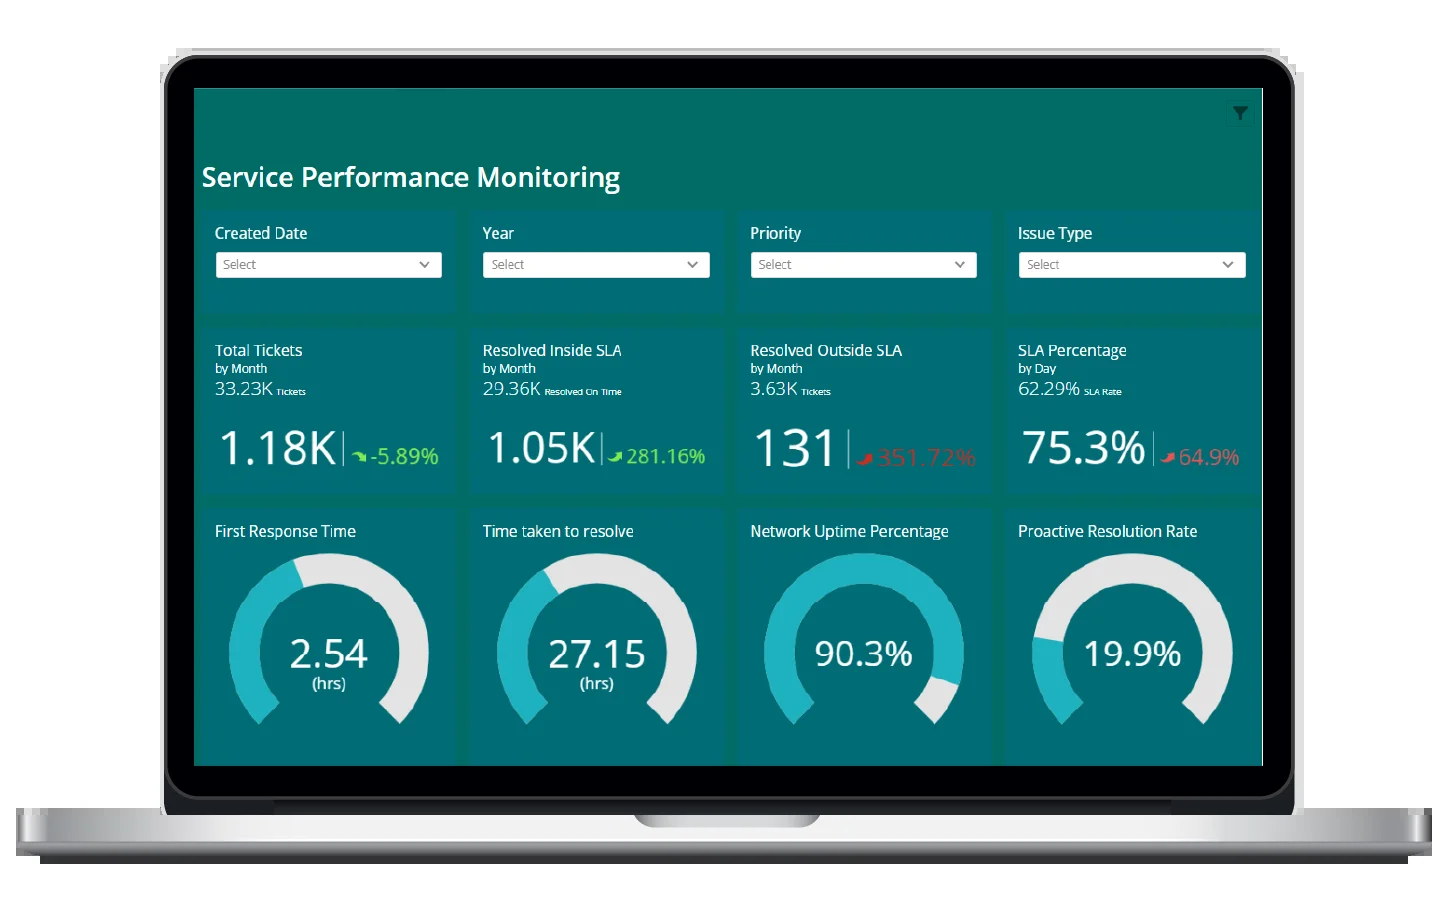 Service Performance Monitoring
Created Date
Select
Year
Select
Priority
Select
Issue Type
Select
Total Tickets
by Month
33.23K Tickets
1.18K -5.89%
Resolved Inside SLA
by Month
29.36K Resolved On Time
1.05K 281.16%
Resolved Outside SLA
by Month
3.63K Tickets
131 351.72%
SLA Percentage
by Day
62.29% SLA Rate
75.3% 64.9%
First Response Time
2.54
(hrs)
Time taken to resolve
27.15
(hrs)
Network Uptime Percentage
90.3%
Proactive Resolution Rate
19.9%